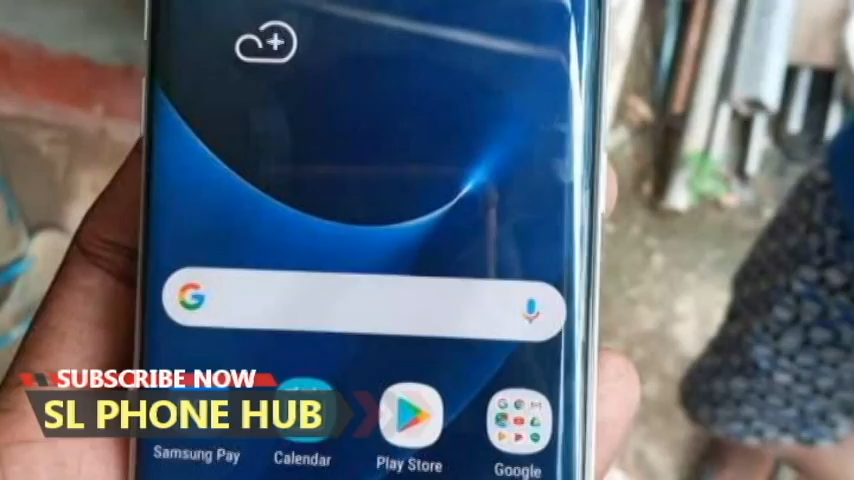 SUBSCRIBE NOW
SL PHONE HUB
Samsung Pay
Calendar
Play Store
Google